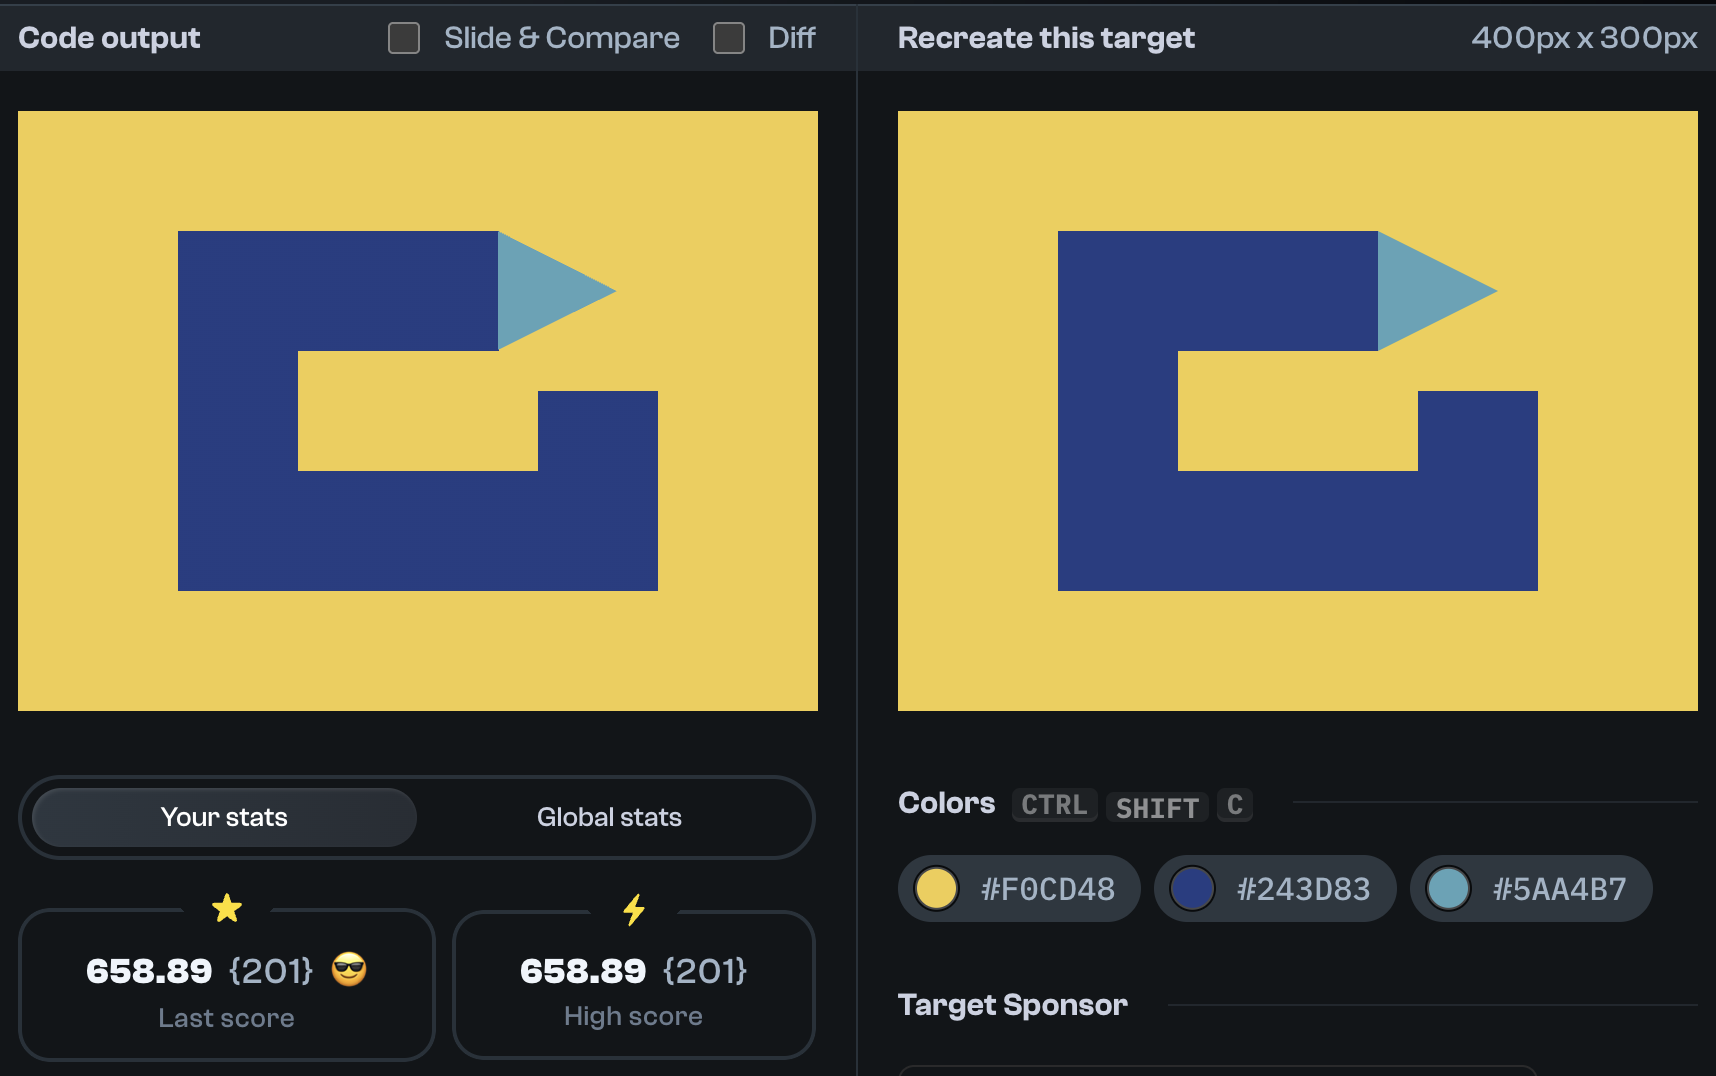 Code output
Slide & Compare
Diff
Recreate this target
400px x 300px
Your stats
Global stats
658.89 {201}
Last score
658.89 {201}
High score
Colors CTRL SHIFT C
#F0CD48
#243D83
#5AA4B7
Target Sponsor